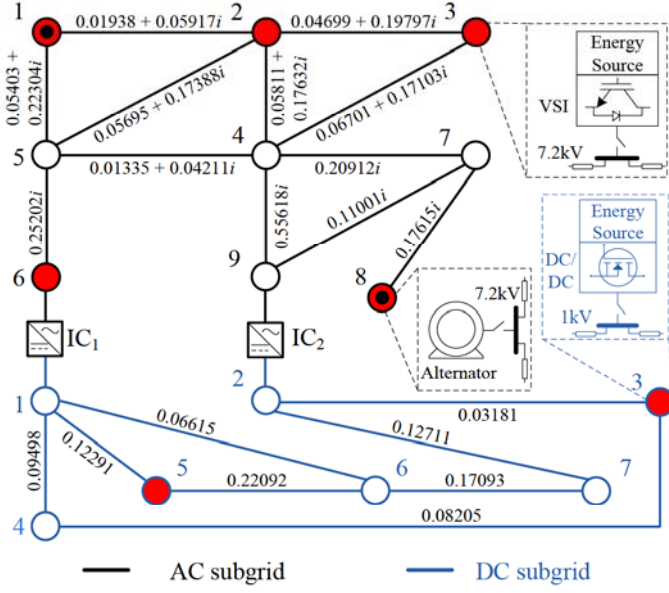 1
0.01938 + 0.05917i
2
0.04699 + 0.19797i
3
Energy
Source
VSI
7.2kV
0.05403 +
0.22304i
0.05695 + 0.17388i
0.05811 +
0.17632i
0.06701 + 0.17103i
5
0.01335 + 0.04211i
4
0.20912i
7
0.25202i
0.55618i
0.11001i
0.17615i
Energy
Source
DC/
DC
1kV
6
9
8
7.2kV
Alternator
IC1
IC2
1
2
3
0.03181
0.06615
0.12711
0.09498
0.12291
5
6
7
0.22092
0.17093
4
0.08205
AC subgrid
DC subgrid